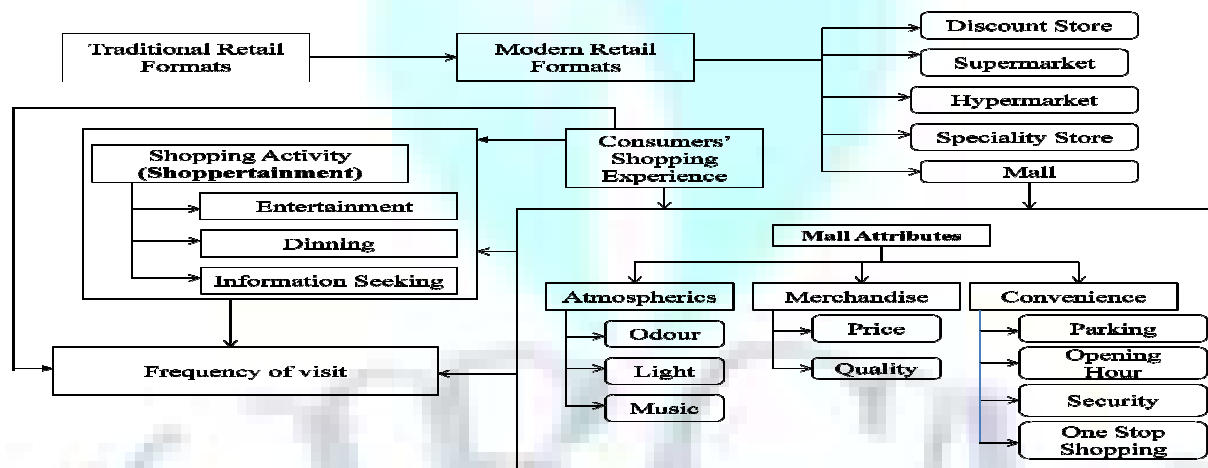 Traditional Retail
Formats
Modern Retail
Formats
Discount Store
Supermarket
Hypermarket
Speciality Store
Mall
Consumers'
Shopping
Experience
Shopping Activity
(Shoppertainment)
Entertainment
Dinning
Information Seeking
Frequency of visit
Mall Attributes
Atmospherics
Odour
Light
Music
Merchandise
Price
Quality
Convenience
Parking
Opening
Hour
Security
One Stop
Shopping